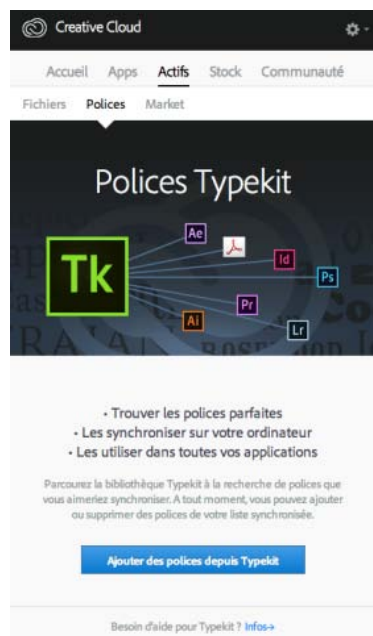 Creative Cloud
Accueil Apps Actifs Stock Communauté
Fichiers Polices Market
Polices Typekit
Ae
Id
Tk
Ps
Pr
Ai
Lr
• Trouver les polices parfaites
• Les synchroniser sur votre ordinateur
• Les utiliser dans toutes vos applications
Parcourez la bibliothèque Typekit à la recherche de polices que
vous aimeriez synchroniser. A tout moment, vous pouvez ajouter
ou supprimer des polices de votre liste synchronisée.
Ajouter des polices depuis Typekit
Besoin d'aide pour Typekit ? Infos→